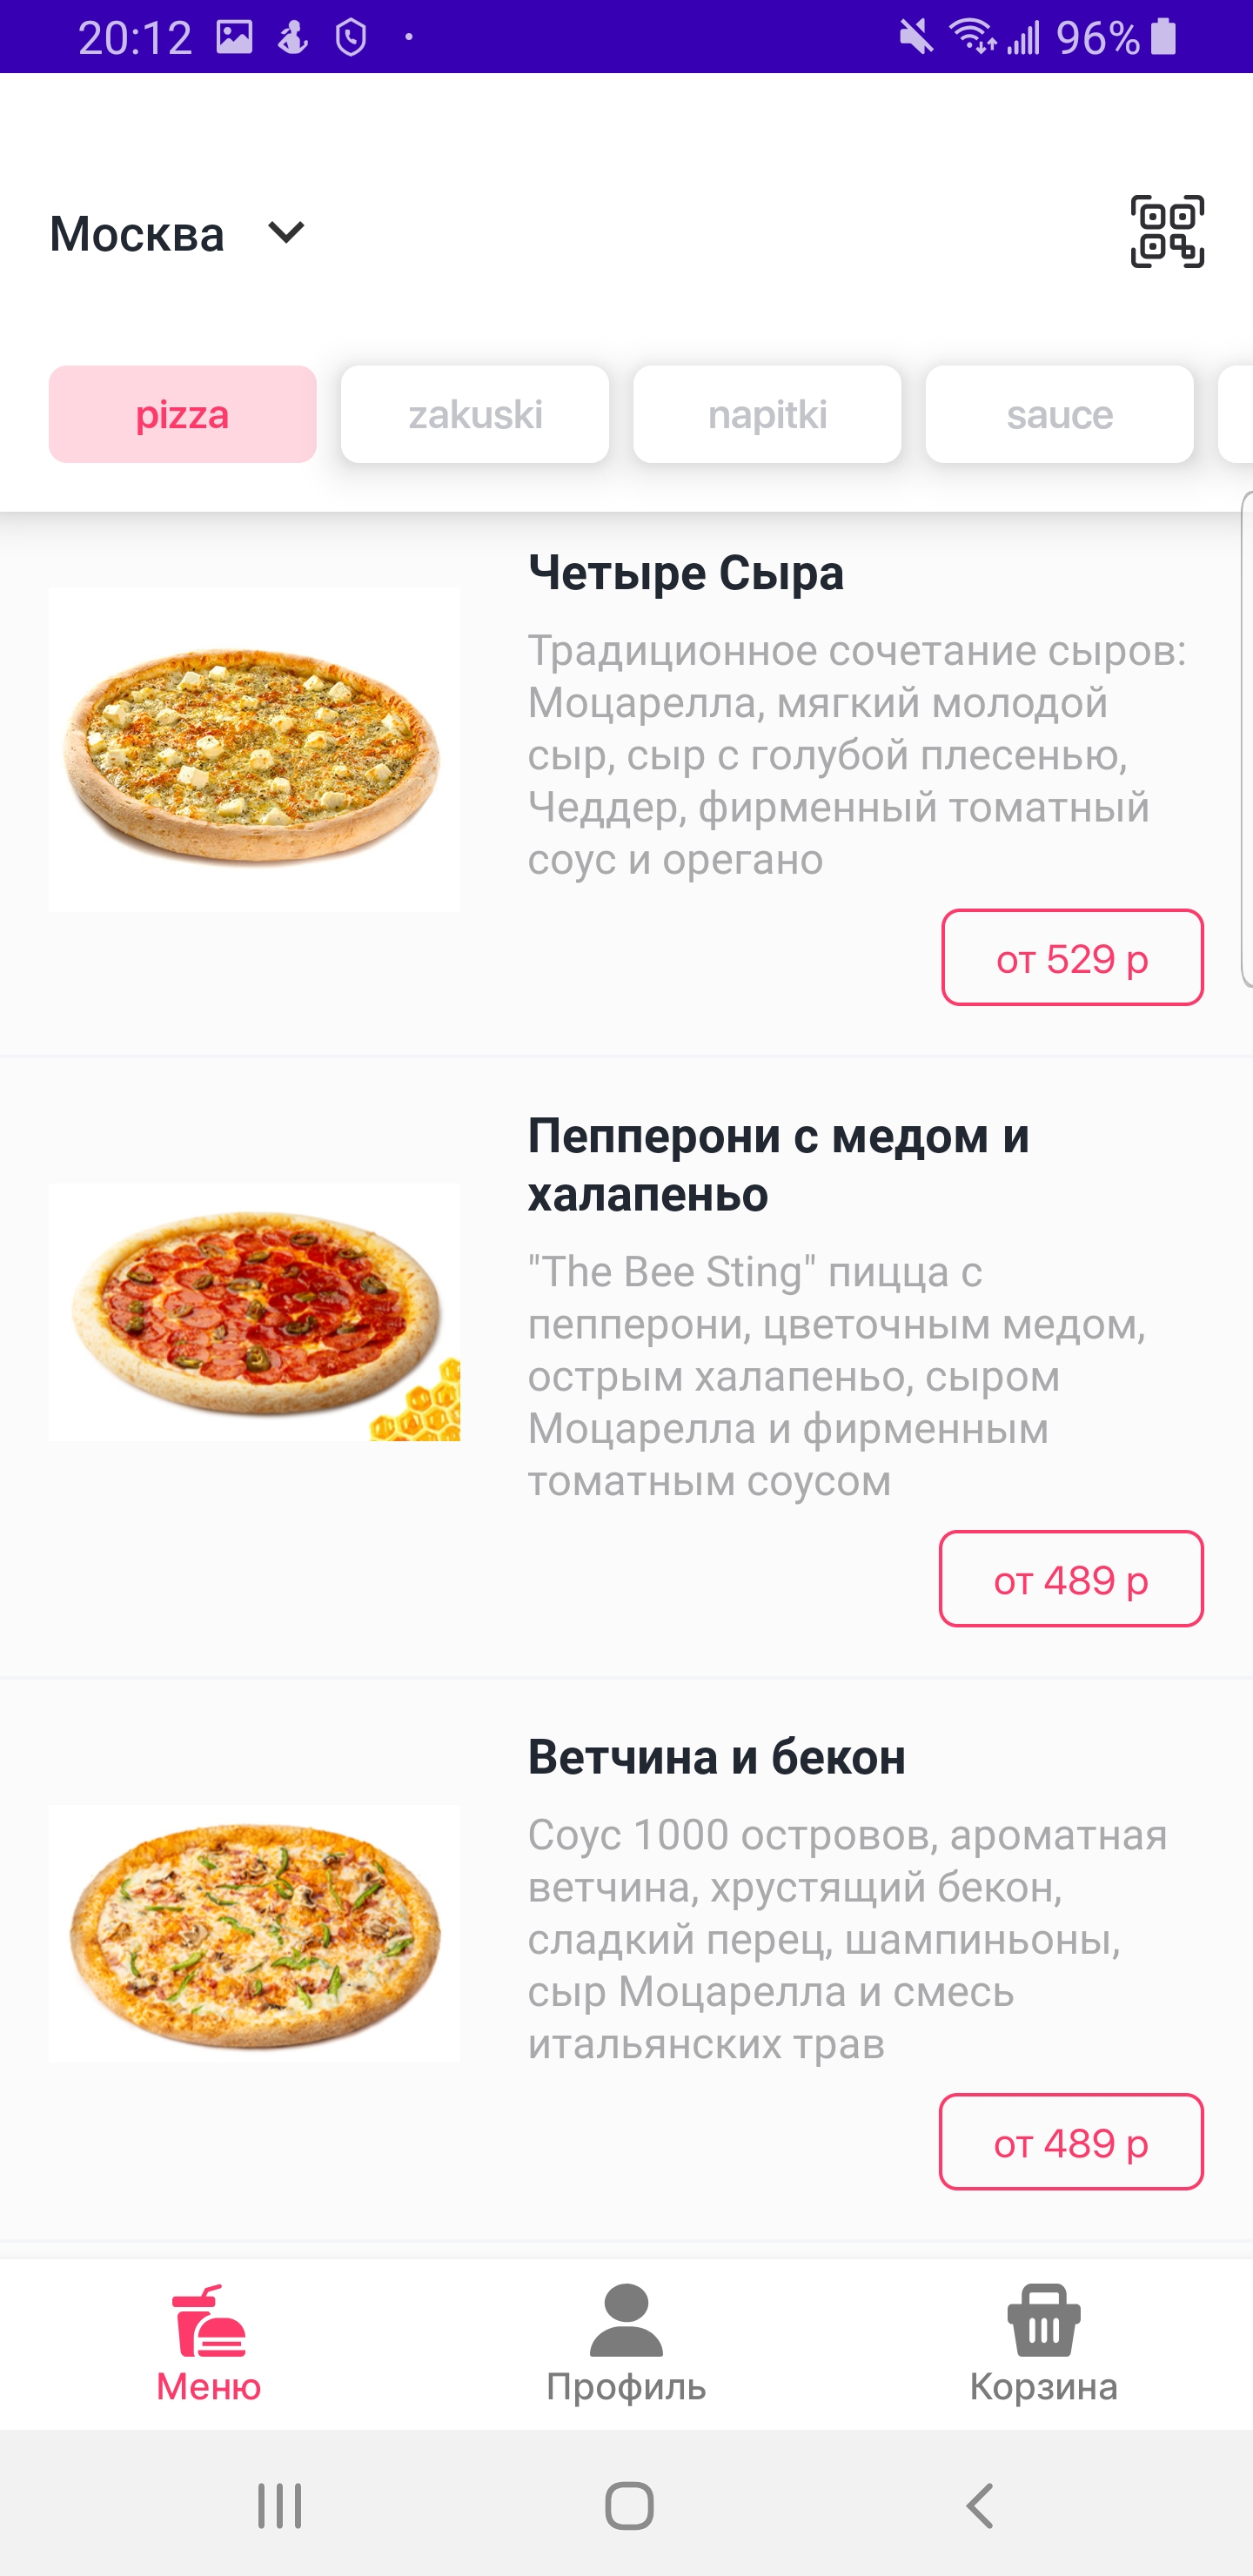 20:12
96%
Москва
pizza
zakuski
napitki
sauce
Четыре Сыра
Традиционное сочетание сыров:
Моцарелла, мягкий молодой
сыр, сыр с голубой плесенью,
Чеддер, фирменный томатный
соус и орегано
от 529 р
Пепперони с медом и
халапеньо
"The Bee Sting" пицца с
пепперони, цветочным медом,
острым халапеньо, сыром
Моцарелла и фирменным
томатным соусом
от 489 р
Ветчина и бекон
Соус 1000 островов, ароматная
ветчина, хрустящий бекон,
сладкий перец, шампиньоны,
сыр Моцарелла и смесь
итальянских трав
от 489 р
Меню
Профиль
Корзина